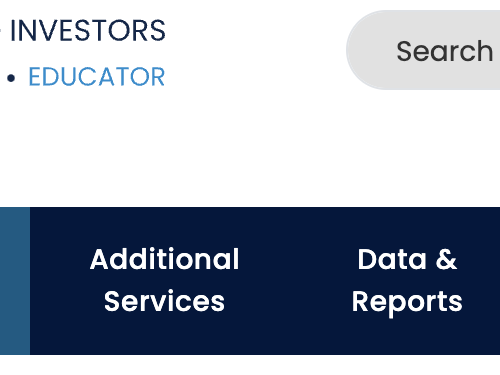 INVESTORS
• EDUCATOR
Search
Additional
Services
Data &
Reports